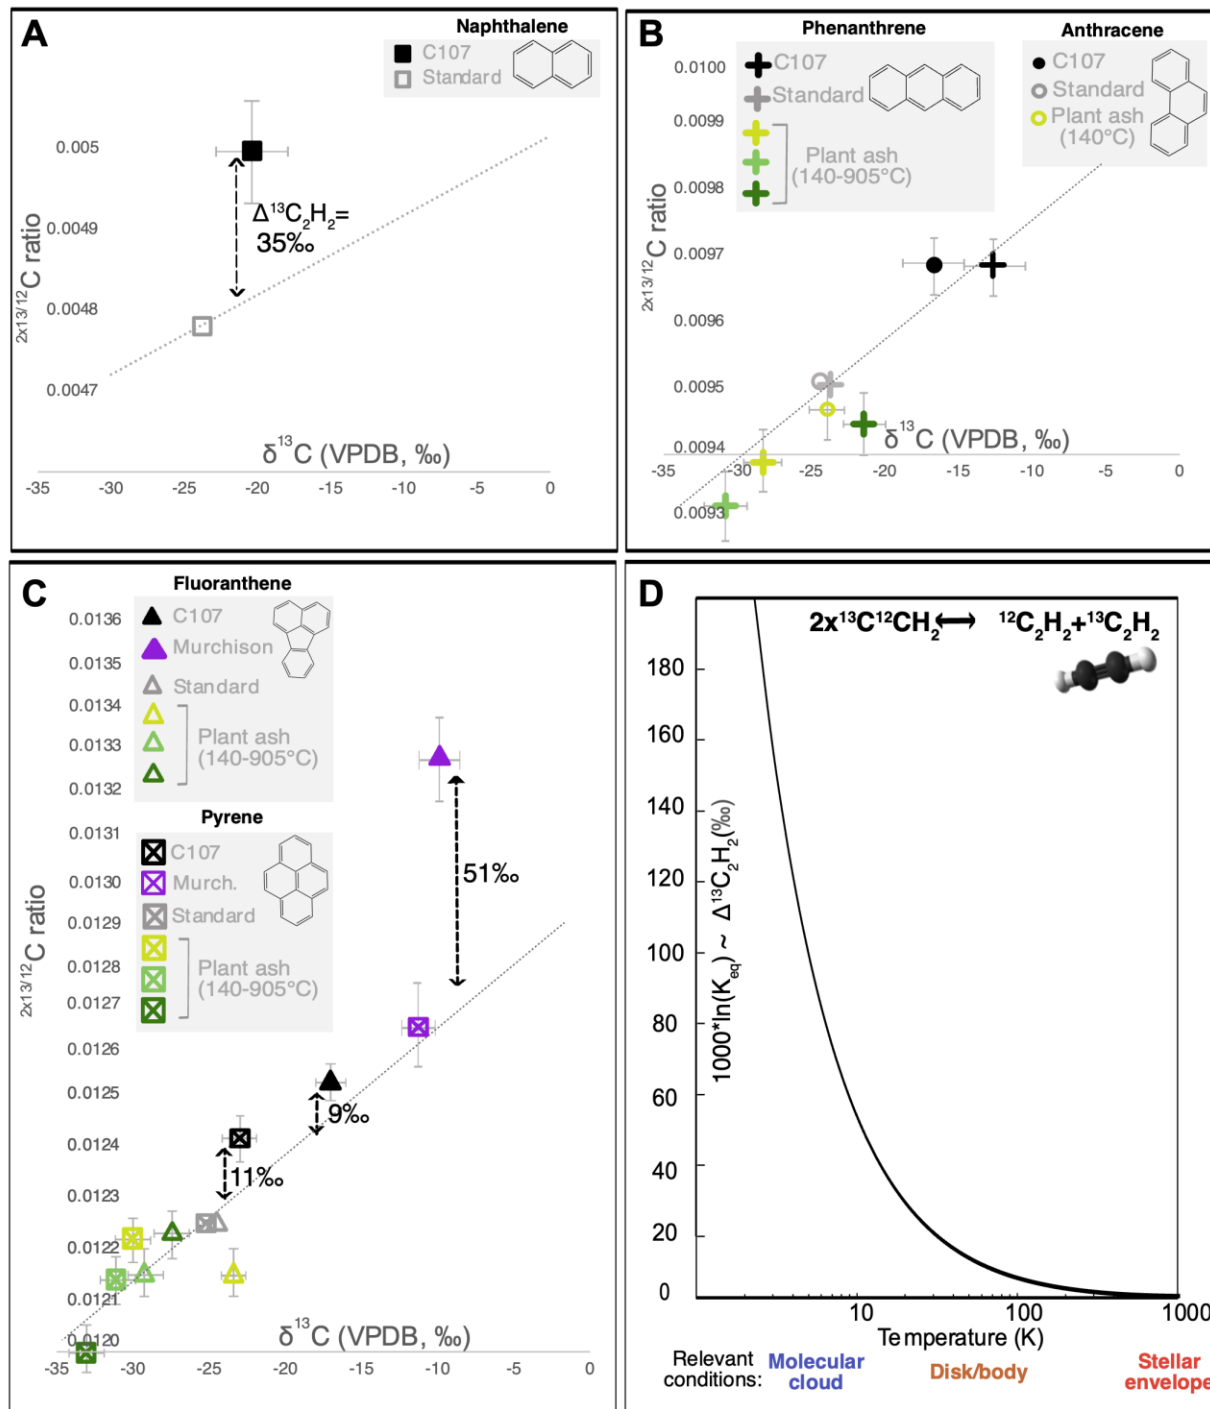 A
Naphthalene
C107
Standard
0.005
0.0049
0.0048
0.0047
2x13/12C ratio
Δ¹³C₂H₂=
35‰
δ¹³C (VPDB, ‰)
-35 -30 -25 -20 -15 -10 -5 0
B
Phenanthrene
C107
Standard
Plant ash
(140-905°C)
Anthracene
C107
Standard
Plant ash
(140°C)
0.0100
0.0099
0.0098
0.0097
0.0096
0.0095
0.0094
0.0093
2x13/12C ratio
δ¹³C (VPDB, ‰)
-35 -30 -25 -20 -15 -10 -5 0
C
Fluoranthene
C107
Murchison
Standard
Plant ash
(140-905°C)
Pyrene
C107
Murch.
Standard
Plant ash
(140-905°C)
0.0136
0.0135
0.0134
0.0133
0.0132
0.0131
0.0130
0.0129
0.0128
0.0127
0.0126
0.0125
0.0124
0.0123
0.0122
0.0121
0.0120
2x13/12C ratio
51‰
9‰
11‰
δ¹³C (VPDB, ‰)
-35 -30 -25 -20 -15 -10 -5 0
D
2x¹³C¹²CH₂⟷ ¹²C₂H₂+¹³C₂H₂
180
160
140
120
100
80
60
40
20
0
1000*ln(Keq) ~ Δ¹³C₂H₂(‰)
10 100 1000
Temperature (K)
Relevant conditions:
Molecular cloud
Disk/body
Stellar envelope